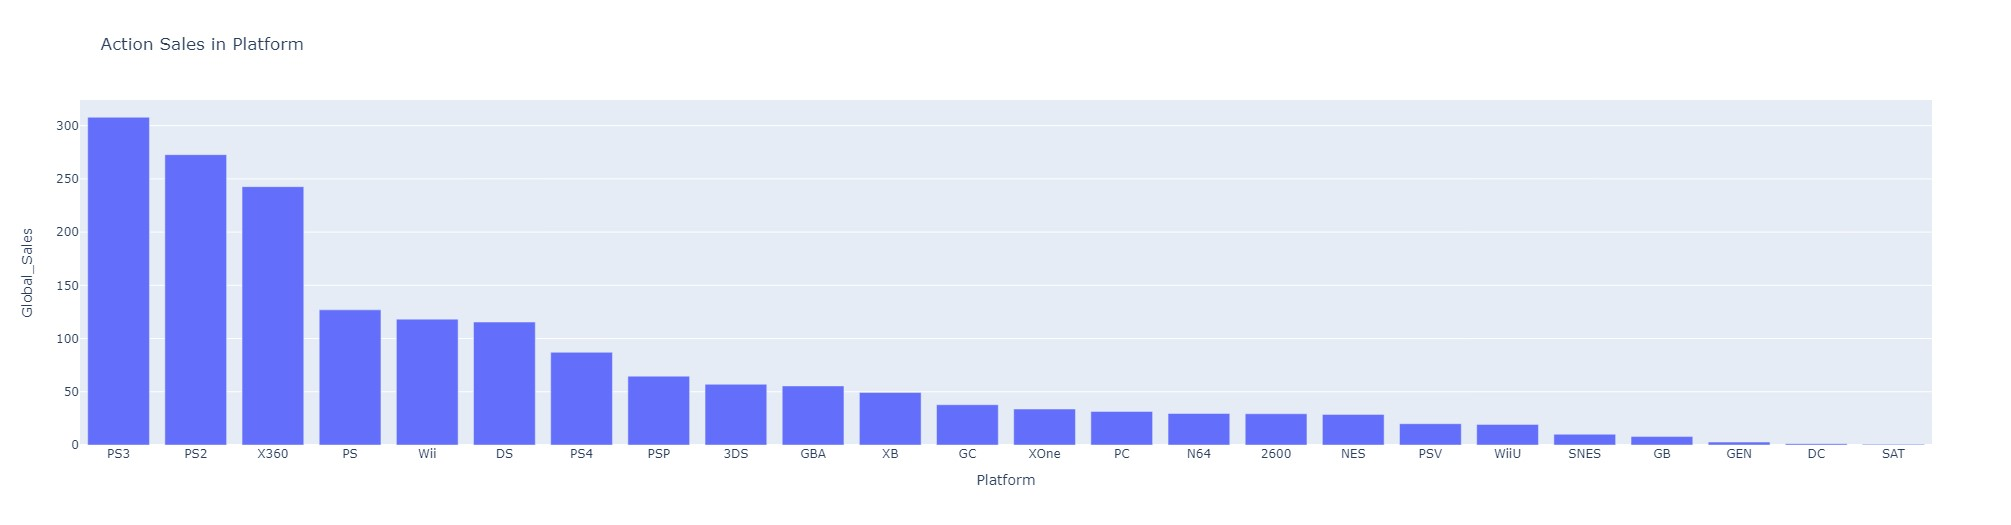 Action Sales in Platform
300
250
200
150
100
50
0
Global_Sales
PS3 PS2 X360 PS Wii DS PS4 PSP 3DS GBA XB GC XOne PC N64 2600 NES PSV WiiU SNES GB GEN DC SAT
Platform